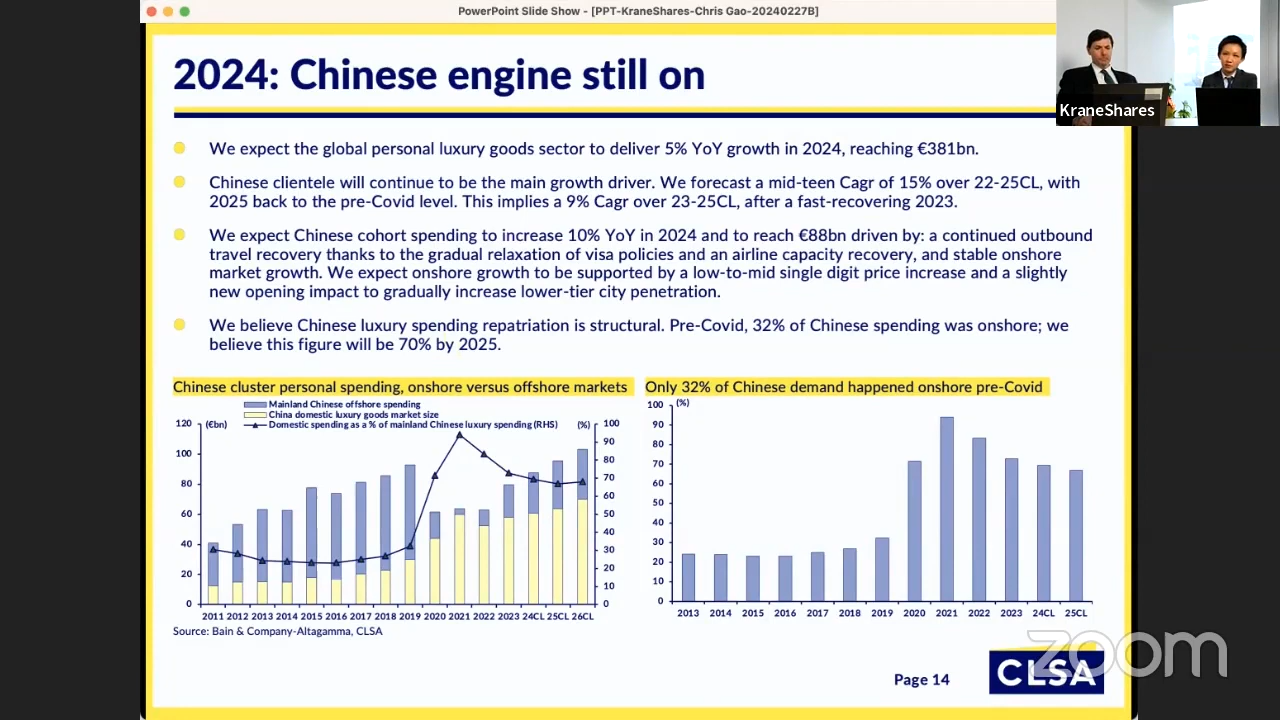 PowerPoint Slide Show - [PPT-KraneShares-Chris Gao-20240227B]
KraneShares
2024: Chinese engine still on
We expect the global personal luxury goods sector to deliver 5% YoY growth in 2024, reaching €381bn.
Chinese clientele will continue to be the main growth driver. We forecast a mid-teen Cagr of 15% over 22-25CL, with
2025 back to the pre-Covid level. This implies a 9% Cagr over 23-25CL, after a fast-recovering 2023.
We expect Chinese cohort spending to increase 10% YoY in 2024 and to reach €88bn driven by: a continued outbound
travel recovery thanks to the gradual relaxation of visa policies and an airline capacity recovery, and stable onshore
market growth. We expect onshore growth to be supported by a low-to-mid single digit price increase and a slightly
new opening impact to gradually increase lower-tier city penetration.
We believe Chinese luxury spending repatriation is structural. Pre-Covid, 32% of Chinese spending was onshore; we
believe this figure will be 70% by 2025.
Chinese cluster personal spending, onshore versus offshore markets
Mainland Chinese offshore spending
China domestic luxury goods market size
Domestic spending as a % of mainland Chinese luxury spending (RHS)
(€bn)
(%)
120
100
80
60
40
20
0
100
90
80
70
60
50
40
30
20
10
0
2011 2012 2013 2014 2015 2016 2017 2018 2019 2020 2021 2022 2023 24CL 25CL 26CL
Source: Bain & Company-Altagamma, CLSA
Only 32% of Chinese demand happened onshore pre-Covid
(%)
100
90
80
70
60
50
40
30
20
10
0
2013 2014 2015 2016 2017 2018 2019 2020 2021 2022 2023 24CL 25CL
Page 14
CLSA
zoom